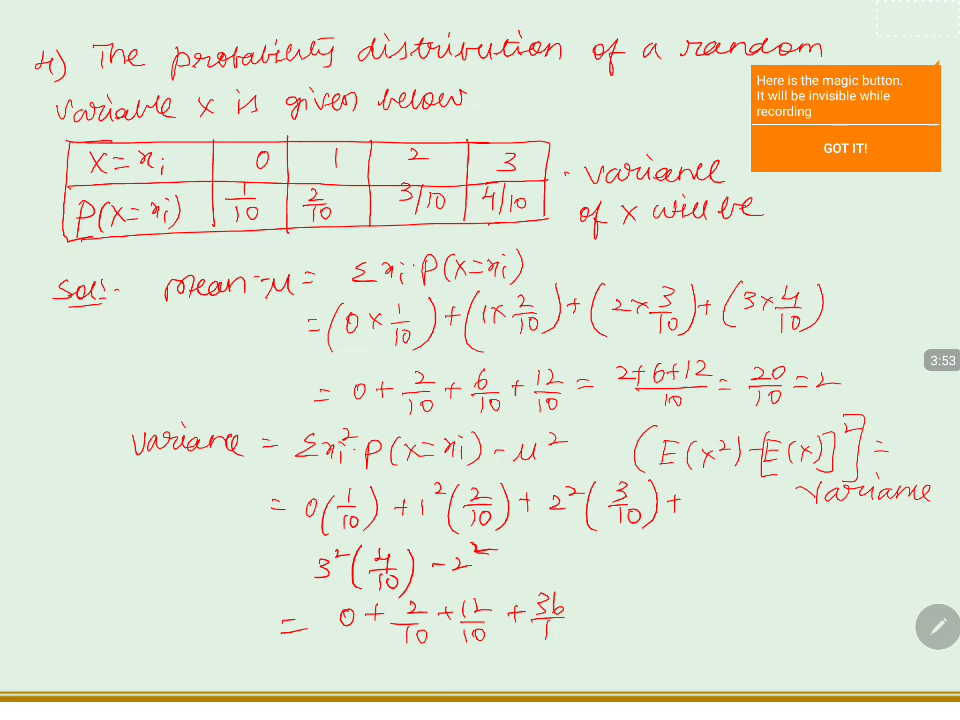 4) The probability distribution of a random
variable x is given below
X=xi 0 1 2 3
P(X=xi) 1/10 2/10 3/10 4/10
. variance
of x will be
Sol:- mean=μ = Σxi.P(X=xi)
=(0×1/10)+(1×2/10)+(2×3/10)+(3×4/10)
= 0+2/10+6/10+12/10 = 2+6+12/10 = 20/10 = 2
variance = Σxi²P(X=xi)-μ² (E(x²)-[E(x)]²] =
variance
= 0(1/10)+1²(2/10)+2²(3/10)+
3²(4/10)-2²
= 0+2/10+12/10+36/1
Here is the magic button.
It will be invisible while
recording
GOT IT!
3:53